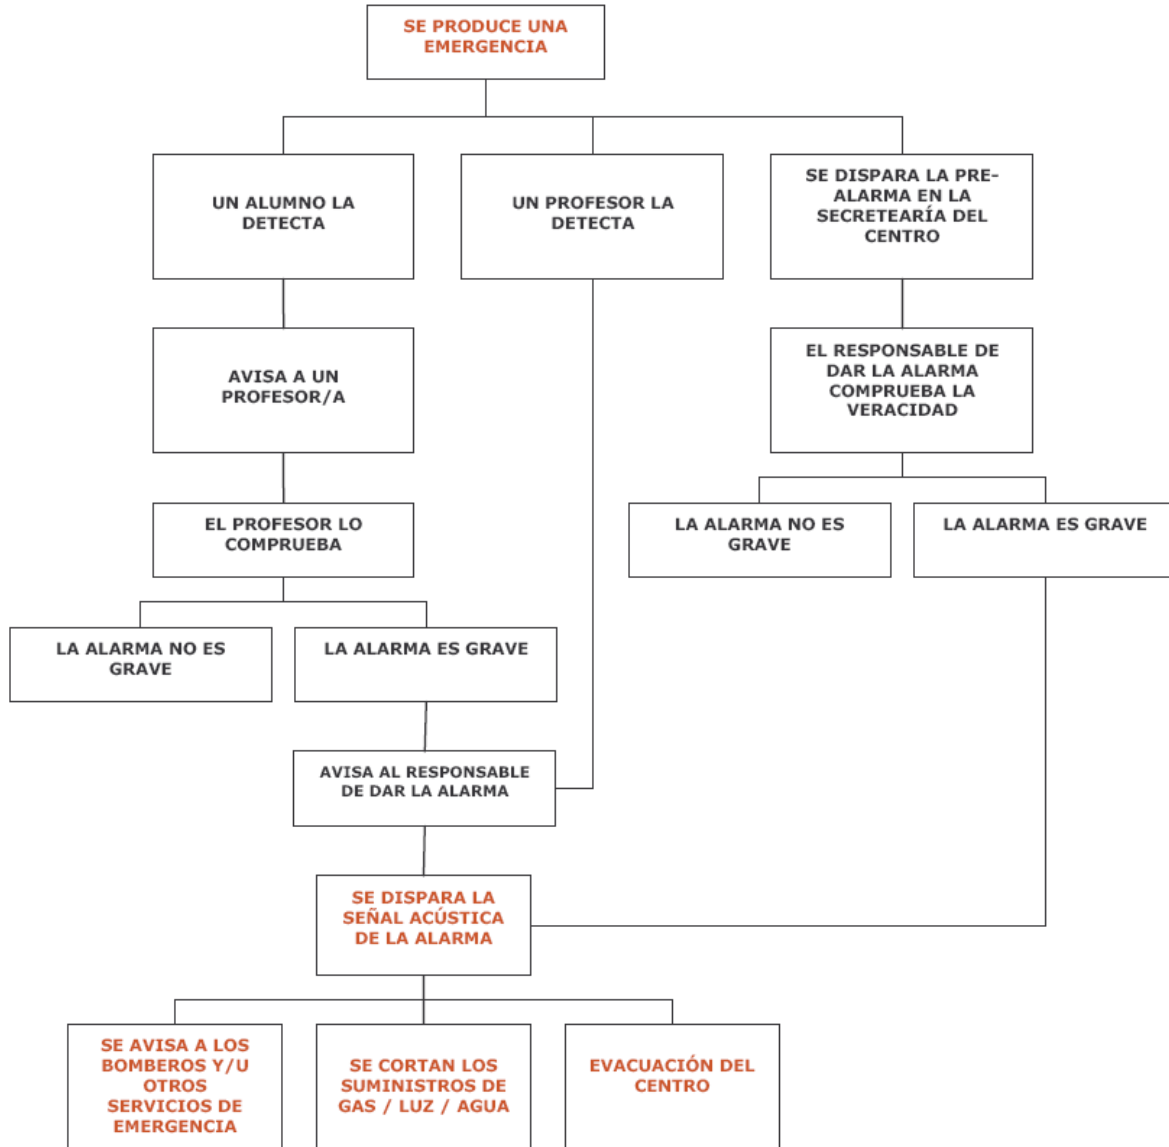 SE PRODUCE UNA
EMERGENCIA
UN ALUMNO LA
DETECTA
UN PROFESOR LA
DETECTA
SE DISPARA LA PRE-
ALARMA EN LA
SECRETEARÍA DEL
CENTRO
AVISA A UN
PROFESOR/A
EL RESPONSABLE DE
DAR LA ALARMA
COMPRUEBA LA
VERACIDAD
EL PROFESOR LO
COMPRUEBA
LA ALARMA NO ES
GRAVE
LA ALARMA ES GRAVE
LA ALARMA NO ES
GRAVE
LA ALARMA ES GRAVE
AVISA AL RESPONSABLE
DE DAR LA ALARMA
SE DISPARA LA
SEÑAL ACÚSTICA
DE LA ALARMA
SE AVISA A LOS
BOMBEROS Y/U
OTROS
SERVICIOS DE
EMERGENCIA
SE CORTAN LOS
SUMINISTROS DE
GAS / LUZ / AGUA
EVACUACIÓN DEL
CENTRO